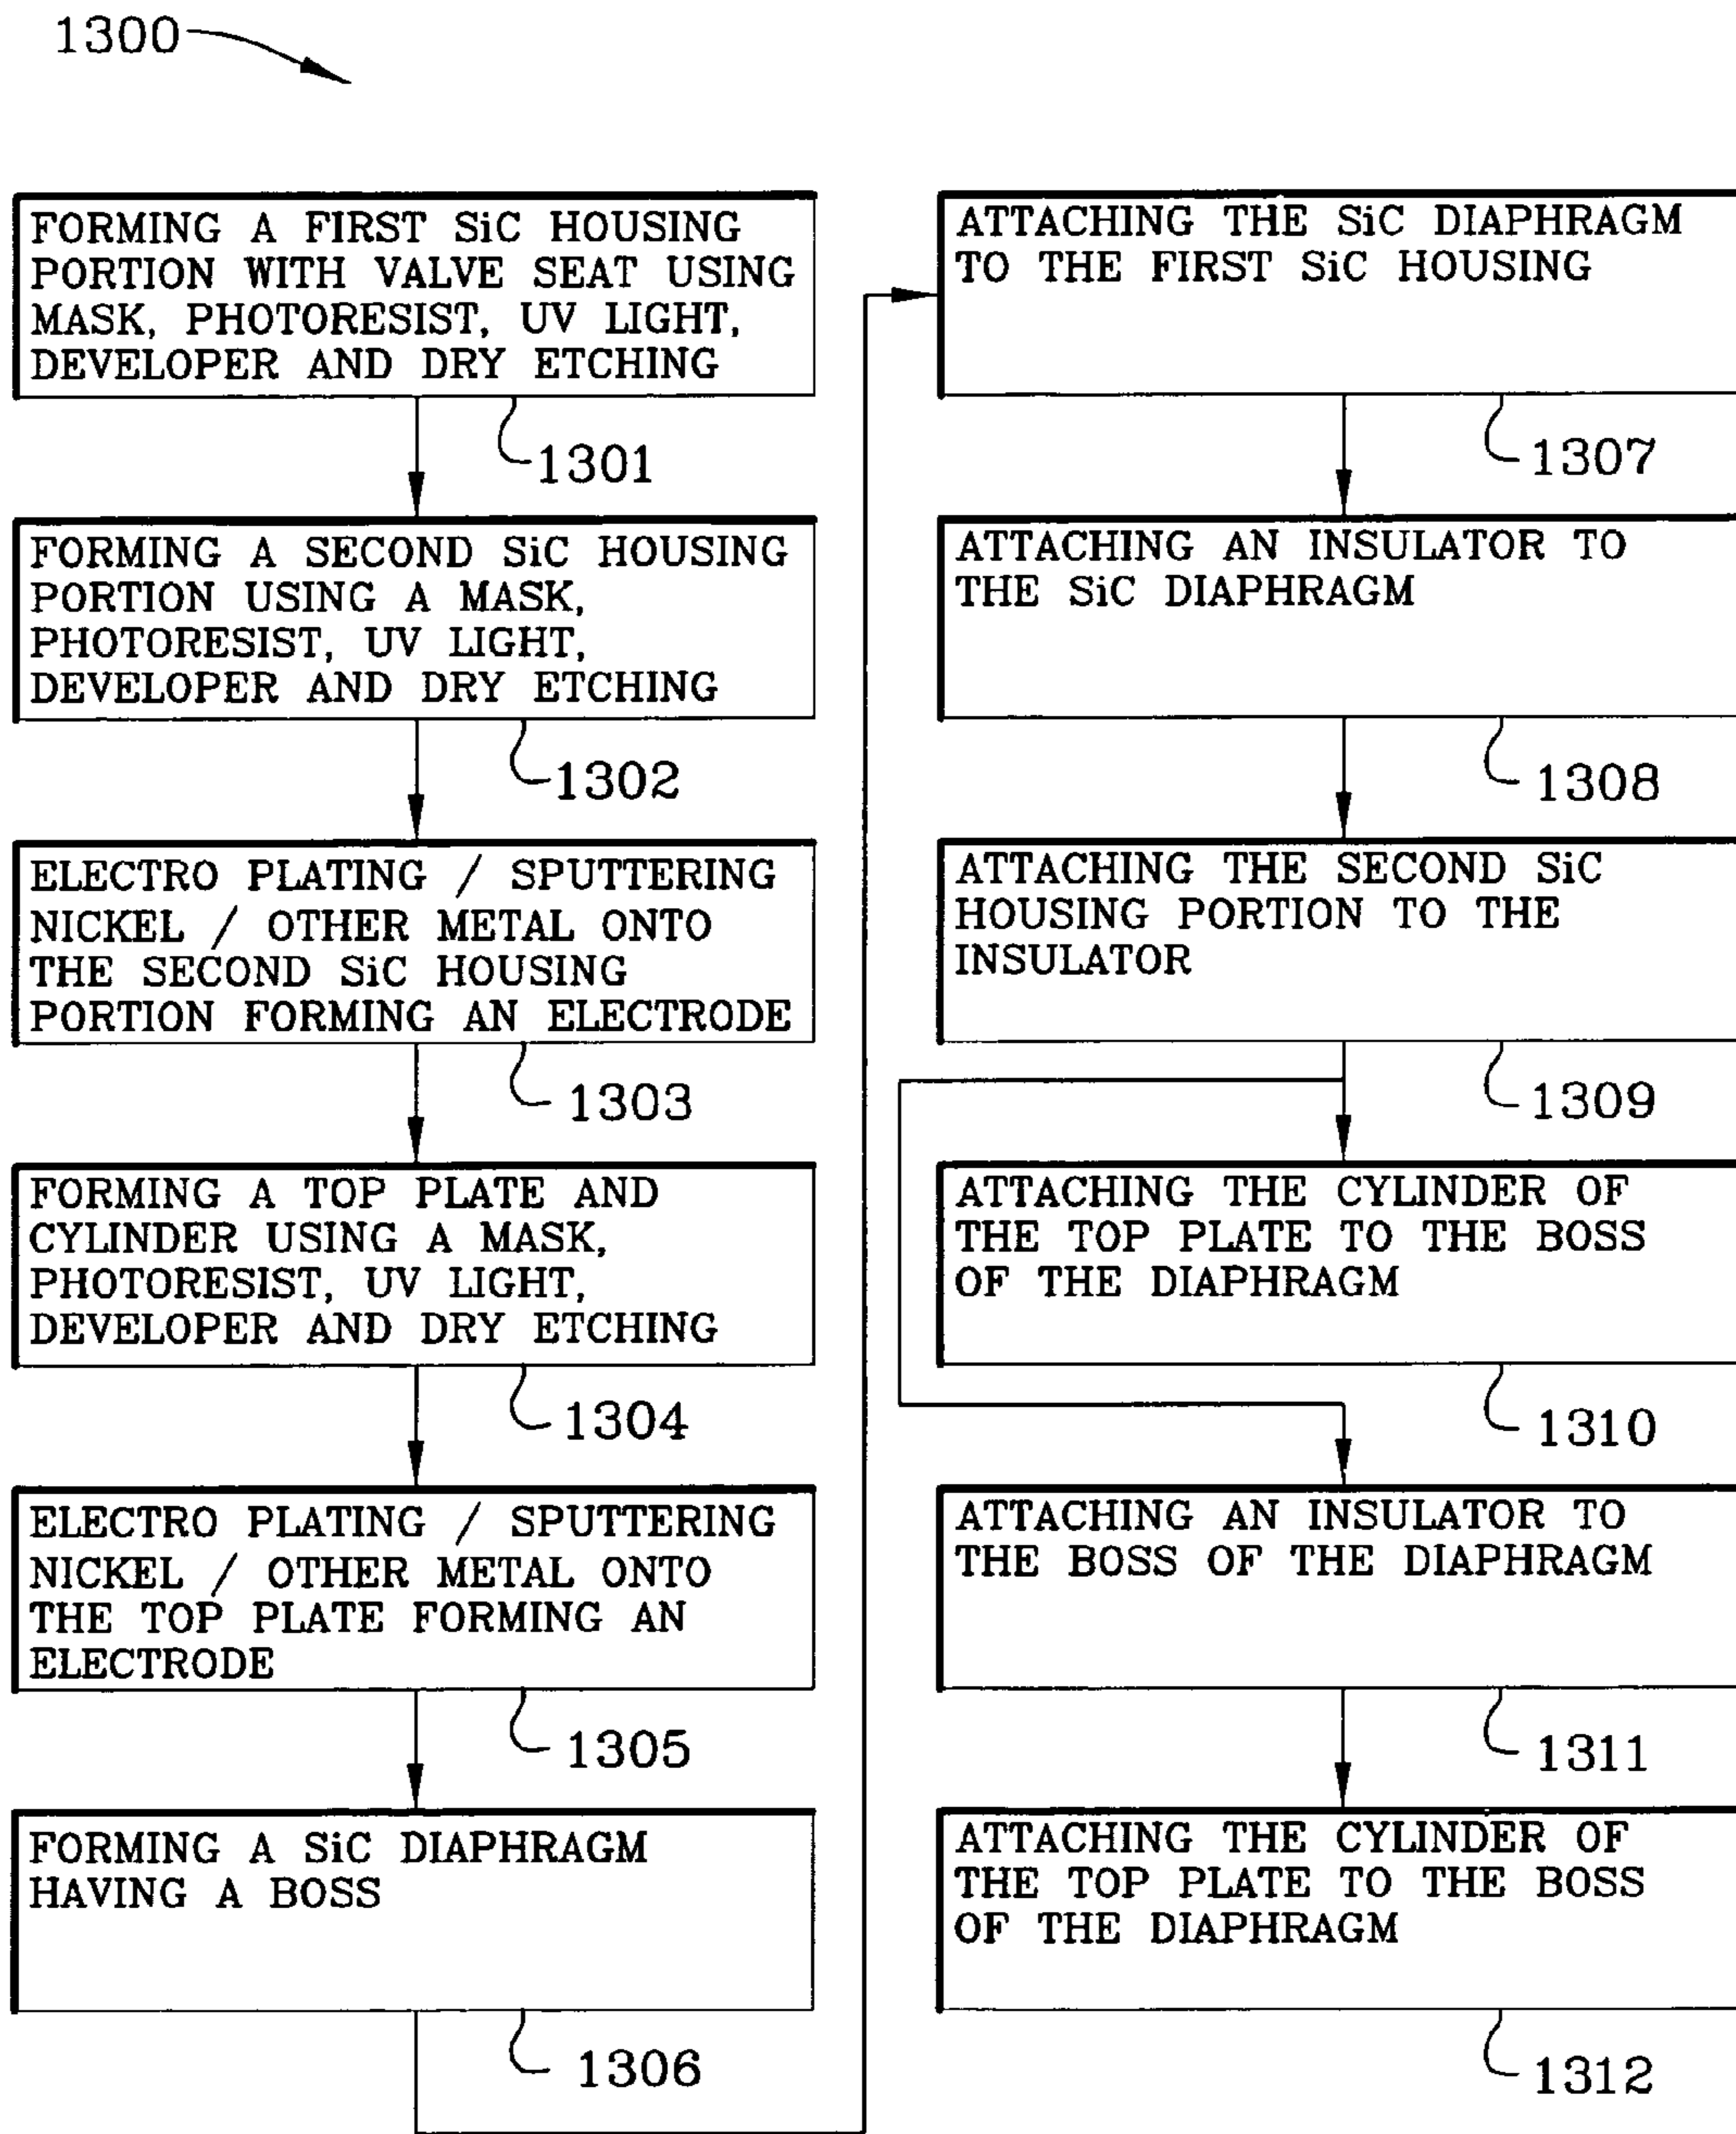 1300
FORMING A FIRST SiC HOUSING
PORTION WITH VALVE SEAT USING
MASK, PHOTORESIST, UV LIGHT,
DEVELOPER AND DRY ETCHING
1301
FORMING A SECOND SiC HOUSING
PORTION USING A MASK,
PHOTORESIST, UV LIGHT,
DEVELOPER AND DRY ETCHING
1302
ELECTRO PLATING / SPUTTERING
NICKEL / OTHER METAL ONTO
THE SECOND SiC HOUSING
PORTION FORMING AN ELECTRODE
1303
FORMING A TOP PLATE AND
CYLINDER USING A MASK,
PHOTORESIST, UV LIGHT,
DEVELOPER AND DRY ETCHING
1304
ELECTRO PLATING / SPUTTERING
NICKEL / OTHER METAL ONTO
THE TOP PLATE FORMING AN
ELECTRODE
1305
FORMING A SiC DIAPHRAGM
HAVING A BOSS
1306
ATTACHING THE SiC DIAPHRAGM
TO THE FIRST SiC HOUSING
1307
ATTACHING AN INSULATOR TO
THE SiC DIAPHRAGM
1308
ATTACHING THE SECOND SiC
HOUSING PORTION TO THE
INSULATOR
1309
ATTACHING THE CYLINDER OF
THE TOP PLATE TO THE BOSS
OF THE DIAPHRAGM
1310
ATTACHING AN INSULATOR TO
THE BOSS OF THE DIAPHRAGM
1311
ATTACHING THE CYLINDER OF
THE TOP PLATE TO THE BOSS
OF THE DIAPHRAGM
1312